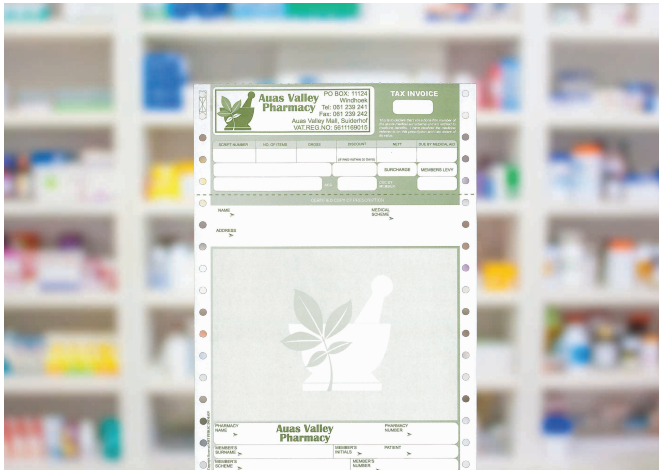 Auas Valley
Pharmacy
PO BOX: 11124
Windhoek
Tel: 061 239 241
Fax: 061 239 242
Auas Valley Mall, Suiderhof
VAT.REG.NO: 5611169015
TAX INVOICE
SCRIPT NUMBER NO. OF ITEMS GROSS DISCOUNT NETT DUE BY MEDICAL AID
SURCHARGE MEMBERS LEVY
NAME MEDICAL
SCHEME
ADDRESS
PHARMACY
NAME
Auas Valley
Pharmacy
PHARMACY
NUMBER
MEMBER'S
SURNAME
MEMBER'S
INITIALS
PATIENT
MEMBER'S
SCHEME
MEMBER'S
NUMBER